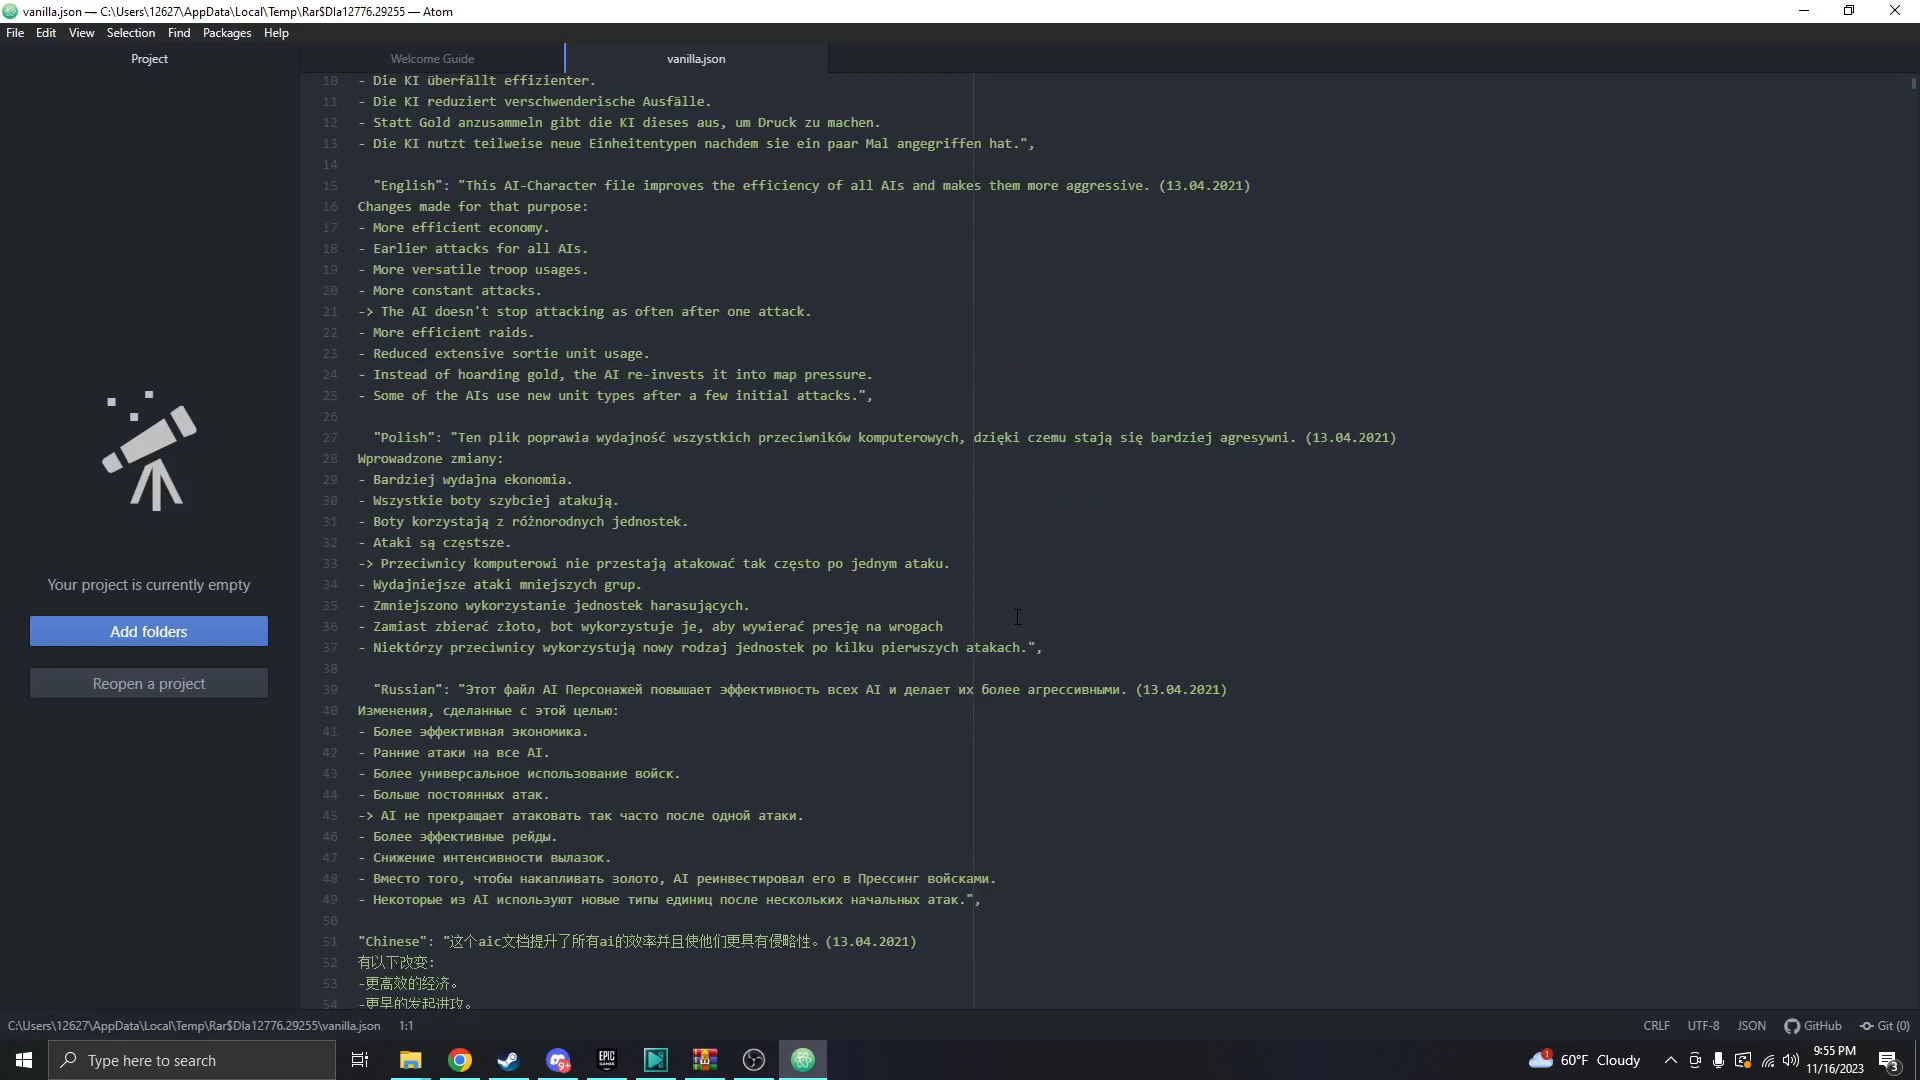 vanilla.json — C:\Users\12627\AppData\Local\Temp\Rar$DIa12776.29255 — Atom
File Edit View Selection Find Packages Help
Project
Welcome Guide
vanilla.json
10 - Die KI überfällt effizienter.
11 - Die KI reduziert verschwenderische Ausfälle.
12 - Statt Gold anzusammeln gibt die KI dieses aus, um Druck zu machen.
13 - Die KI nutzt teilweise neue Einheitentypen nachdem sie ein paar Mal angegriffen hat.",
14
15 "English": "This AI-Character file improves the efficiency of all AIs and makes them more aggressive. (13.04.2021)
16 Changes made for that purpose:
17 - More efficient economy.
18 - Earlier attacks for all AIs.
19 - More versatile troop usages.
20 - More constant attacks.
21 -> The AI doesn't stop attacking as often after one attack.
22 - More efficient raids.
23 - Reduced extensive sortie unit usage.
24 - Instead of hoarding gold, the AI re-invests it into map pressure.
25 - Some of the AIs use new unit types after a few initial attacks.",
26
27 "Polish": "Ten plik poprawia wydajność wszystkich przeciwników komputerowych, dzięki czemu stają się bardziej agresywni. (13.04.2021)
28 Wprowadzone zmiany:
29 - Bardziej wydajna ekonomia.
30 - Wszystkie boty szybciej atakują.
31 - Boty korzystają z różnorodnych jednostek.
32 - Ataki są częstsze.
33 -> Przeciwnicy komputerowi nie przestają atakować tak często po jednym ataku.
34 - Wydajniejsze ataki mniejszych grup.
35 - Zmniejszono wykorzystanie jednostek harasujących.
36 - Zamiast zbierać złoto, bot wykorzystuje je, aby wywierać presję na wrogach
37 - Niektórzy przeciwnicy wykorzystują nowy rodzaj jednostek po kilku pierwszych atakach.",
38
39 "Russian": "Этот файл AI Персонажей повышает эффективность всех AI и делает их более агрессивными. (13.04.2021)
40 Изменения, сделанные с этой целью:
41 - Более эффективная экономика.
42 - Ранние атаки на все AI.
43 - Более универсальное использование войск.
44 - Больше постоянных атак.
45 -> AI не прекращает атаковать так часто после одной атаки.
46 - Более эффективные рейды.
47 - Снижение интенсивности вылазок.
48 - Вместо того, чтобы накапливать золото, AI реинвестировал его в Прессинг войсками.
49 - Некоторые из AI используют новые типы единиц после нескольких начальных атак.",
50
51 "Chinese": "这个aic文档提升了所有ai的效率并且使他们更具有侵略性。(13.04.2021)
52 有以下改变:
53 -更高效的经济。
54 -更早的发起进攻。
Your project is currently empty
Add folders
Reopen a project
C:\Users\12627\AppData\Local\Temp\Rar$DIa12776.29255\vanilla.json 1:1
CRLF UTF-8 JSON GitHub Git (0)
Type here to search
EPIC GAMES
9+
1
60°F Cloudy
9:55 PM
11/16/2023
3